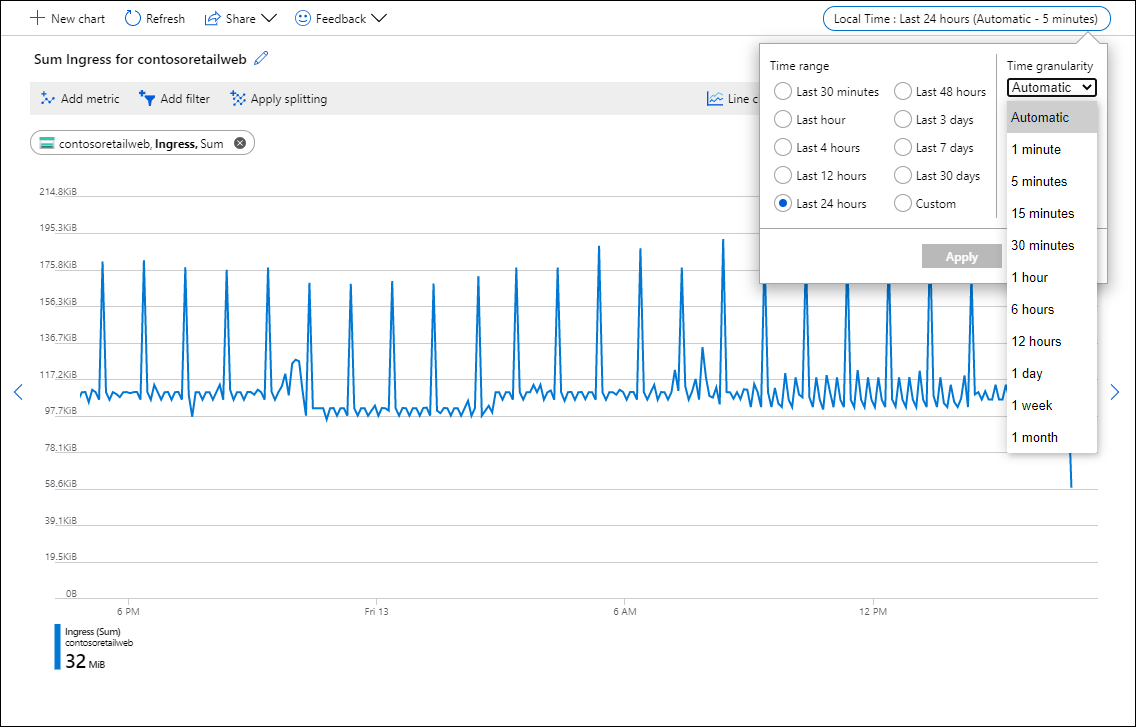 New chart Refresh Share Feedback Local Time : Last 24 hours (Automatic - 5 minutes)
Sum Ingress for contosoretailweb
Add metric Add filter Apply splitting Line c
contosoretailweb, Ingress, Sum
Time range
Last 30 minutes Last 48 hours
Last hour Last 3 days
Last 4 hours Last 7 days
Last 12 hours Last 30 days
Last 24 hours Custom
Apply
Time granularity
Automatic
Automatic
1 minute
5 minutes
15 minutes
30 minutes
1 hour
6 hours
12 hours
1 day
1 week
1 month
214.8KiB
195.3KiB
175.8KiB
156.3KiB
136.7KiB
117.2KiB
97.7KiB
78.1KiB
58.6KiB
39.1KiB
19.5KiB
0B
6 PM Fri 13 6 AM 12 PM
Ingress (Sum)
contosoretailweb
32 MiB